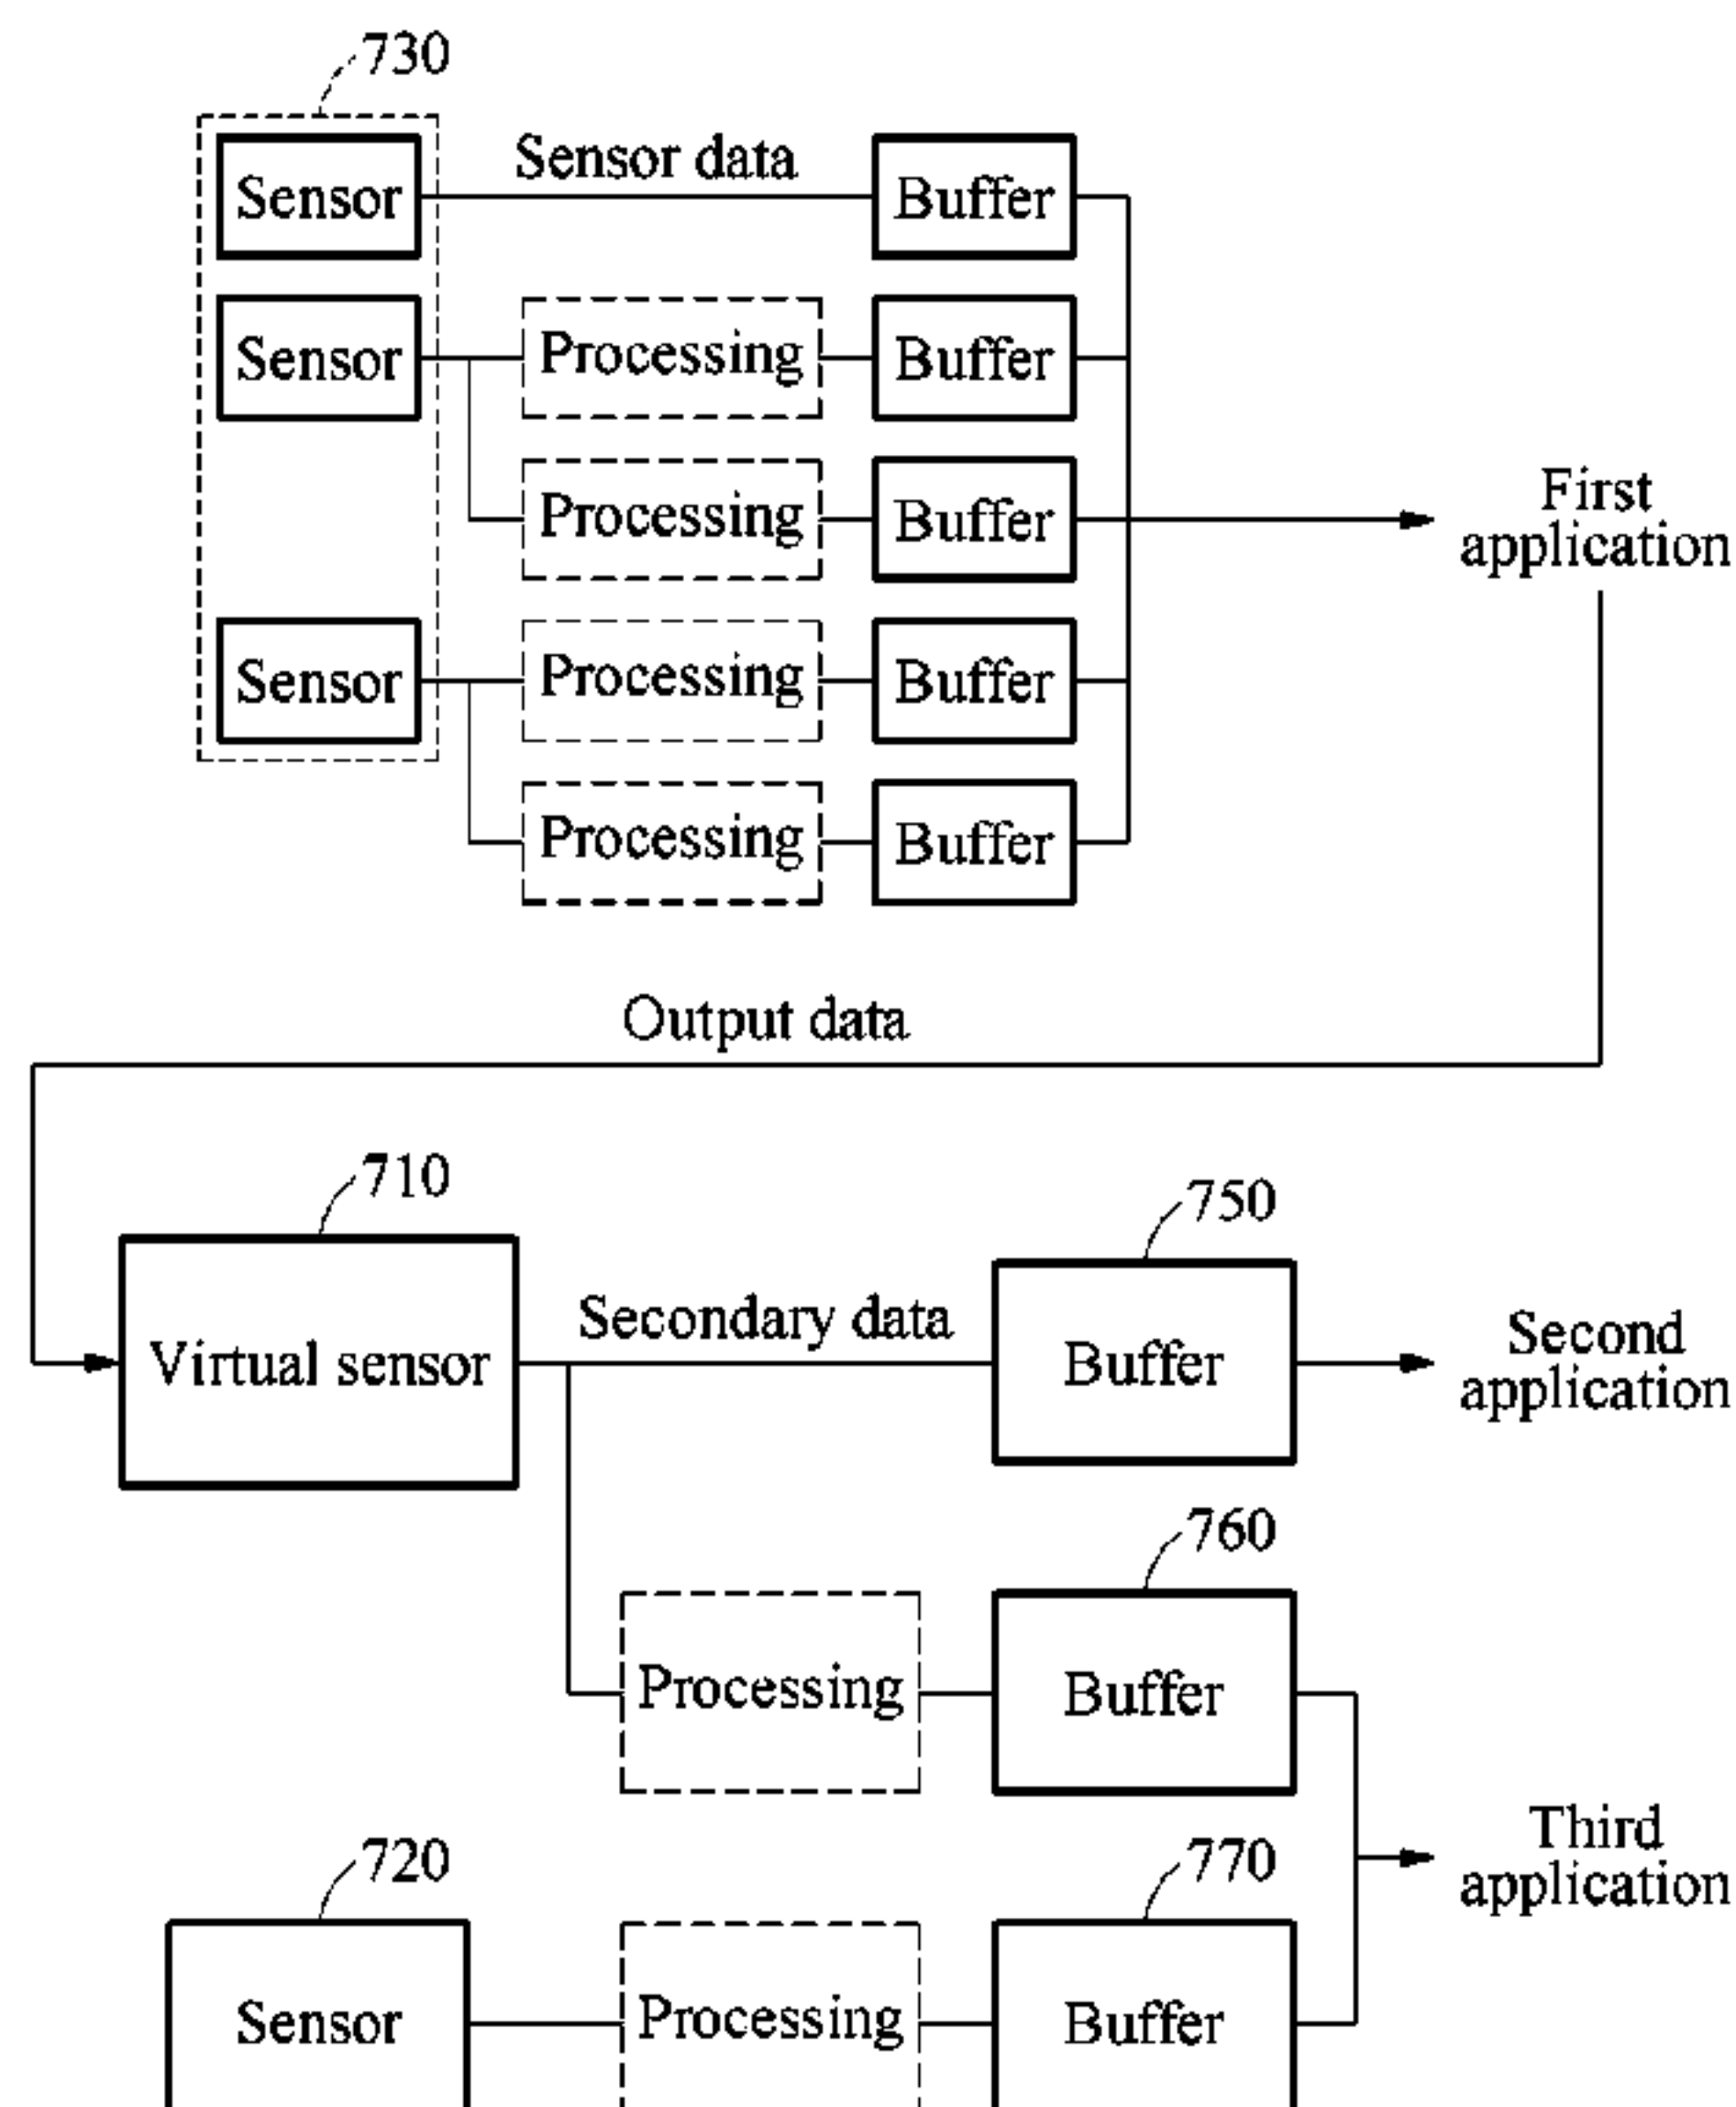 730
Sensor
Sensor data
Buffer
Sensor
Processing
Buffer
Processing
Buffer
First
application
Sensor
Processing
Buffer
Processing
Buffer
Output data
710
750
Virtual sensor
Secondary data
Buffer
Second
application
760
Processing
Buffer
Third
application
720
770
Sensor
Processing
Buffer